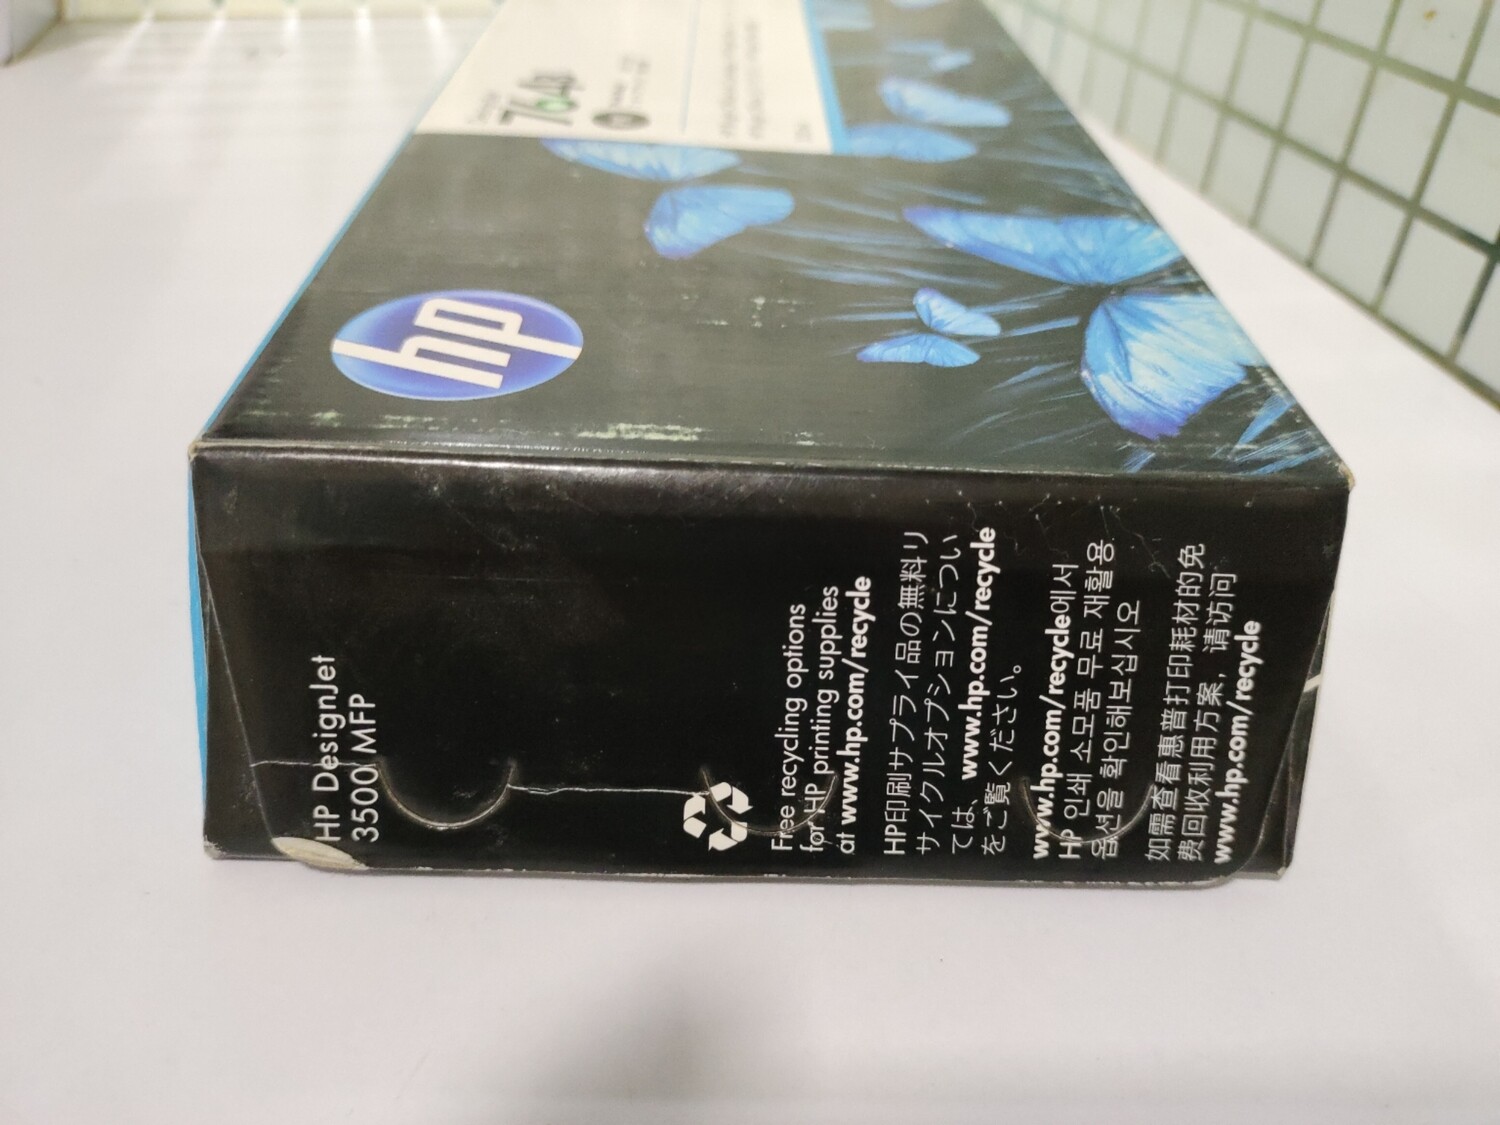 764
hp
HP DesignJet
3500 MFP
Free recycling options
for HP printing supplies
at www.hp.com/recycle
HP印刷サプライ品の無料リ
サイクルオプションについ
ては、www.hp.com/recycle
をご覧ください。
www.hp.com/recycle에서
HP 인쇄 소모품 무료 재활용
옵션을 확인해보십시오
如需查看惠普打印耗材的免
费回收利用方案，请访问
www.hp.com/recycle